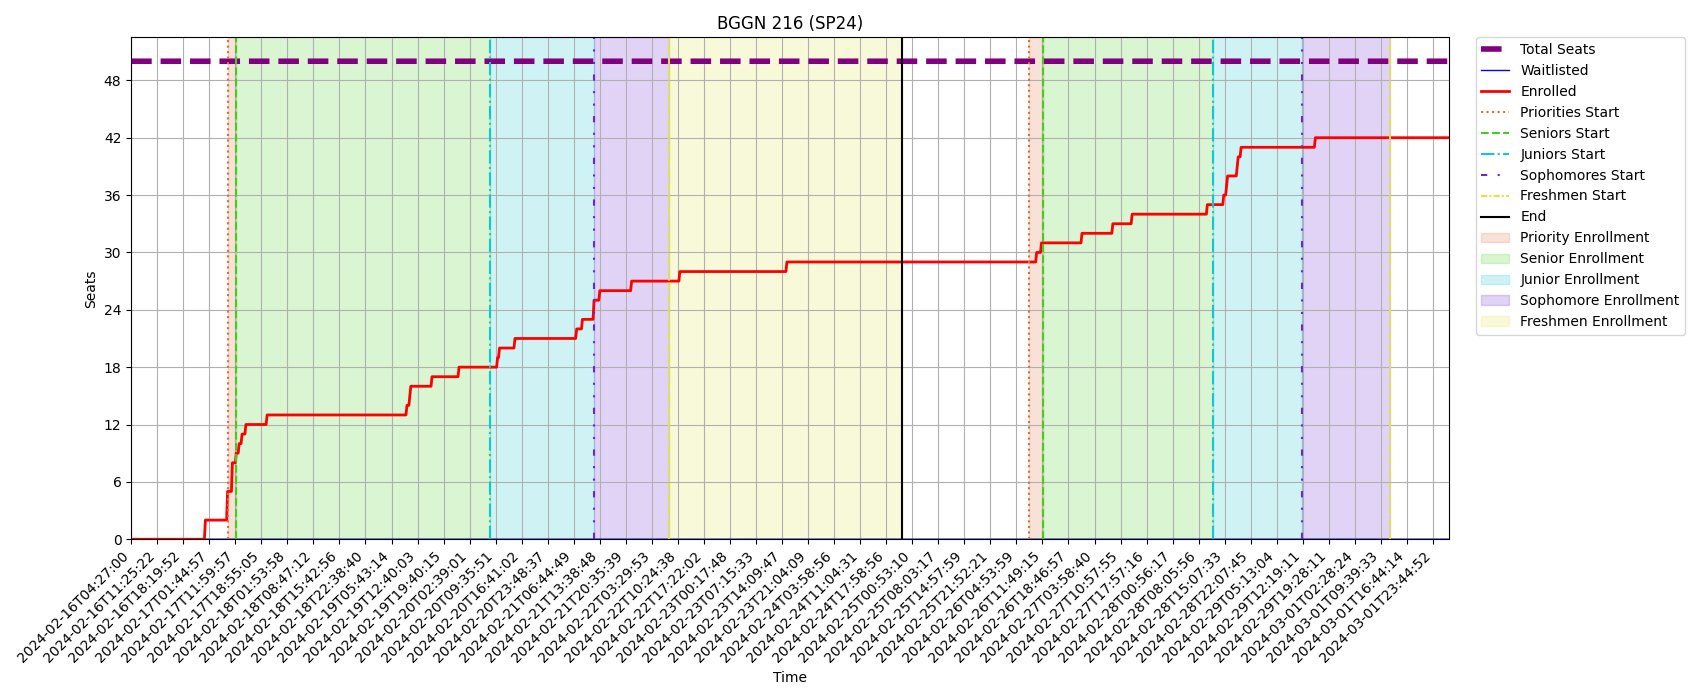 BGGN 216 (SP24)
Total Seats
Waitlisted
Enrolled
Priorities Start
Seniors Start
Juniors Start
Sophomores Start
Freshmen Start
End
Priority Enrollment
Senior Enrollment
Junior Enrollment
Sophomore Enrollment
Freshmen Enrollment
Seats
48
42
36
30
24
18
12
6
0
2024-02-16T04:27:00
2024-02-16T11:25:22
2024-02-16T18:19:52
2024-02-17T01:44:57
2024-02-17T11:59:57
2024-02-17T18:55:05
2024-02-18T01:53:58
2024-02-18T08:47:12
2024-02-18T15:42:56
2024-02-18T22:38:40
2024-02-19T05:43:14
2024-02-19T12:40:03
2024-02-19T19:40:15
2024-02-20T02:39:01
2024-02-20T09:35:51
2024-02-20T16:41:02
2024-02-20T23:48:37
2024-02-21T06:44:49
2024-02-21T13:38:48
2024-02-21T20:35:39
2024-02-22T03:29:53
2024-02-22T10:24:38
2024-02-22T17:22:02
2024-02-23T00:17:48
2024-02-23T07:15:33
2024-02-23T14:09:47
2024-02-23T21:04:09
2024-02-24T03:58:56
2024-02-24T11:04:31
2024-02-24T17:58:56
2024-02-25T00:53:10
2024-02-25T08:03:17
2024-02-25T14:57:59
2024-02-25T21:52:21
2024-02-26T04:53:59
2024-02-26T11:49:15
2024-02-26T18:46:57
2024-02-27T03:58:40
2024-02-27T10:57:55
2024-02-27T17:57:16
2024-02-28T00:56:17
2024-02-28T08:05:56
2024-02-28T15:07:33
2024-02-28T22:07:45
2024-02-29T05:13:04
2024-02-29T12:19:11
2024-02-29T19:28:11
2024-03-01T02:28:24
2024-03-01T09:39:33
2024-03-01T16:44:14
2024-03-01T23:44:52
Time